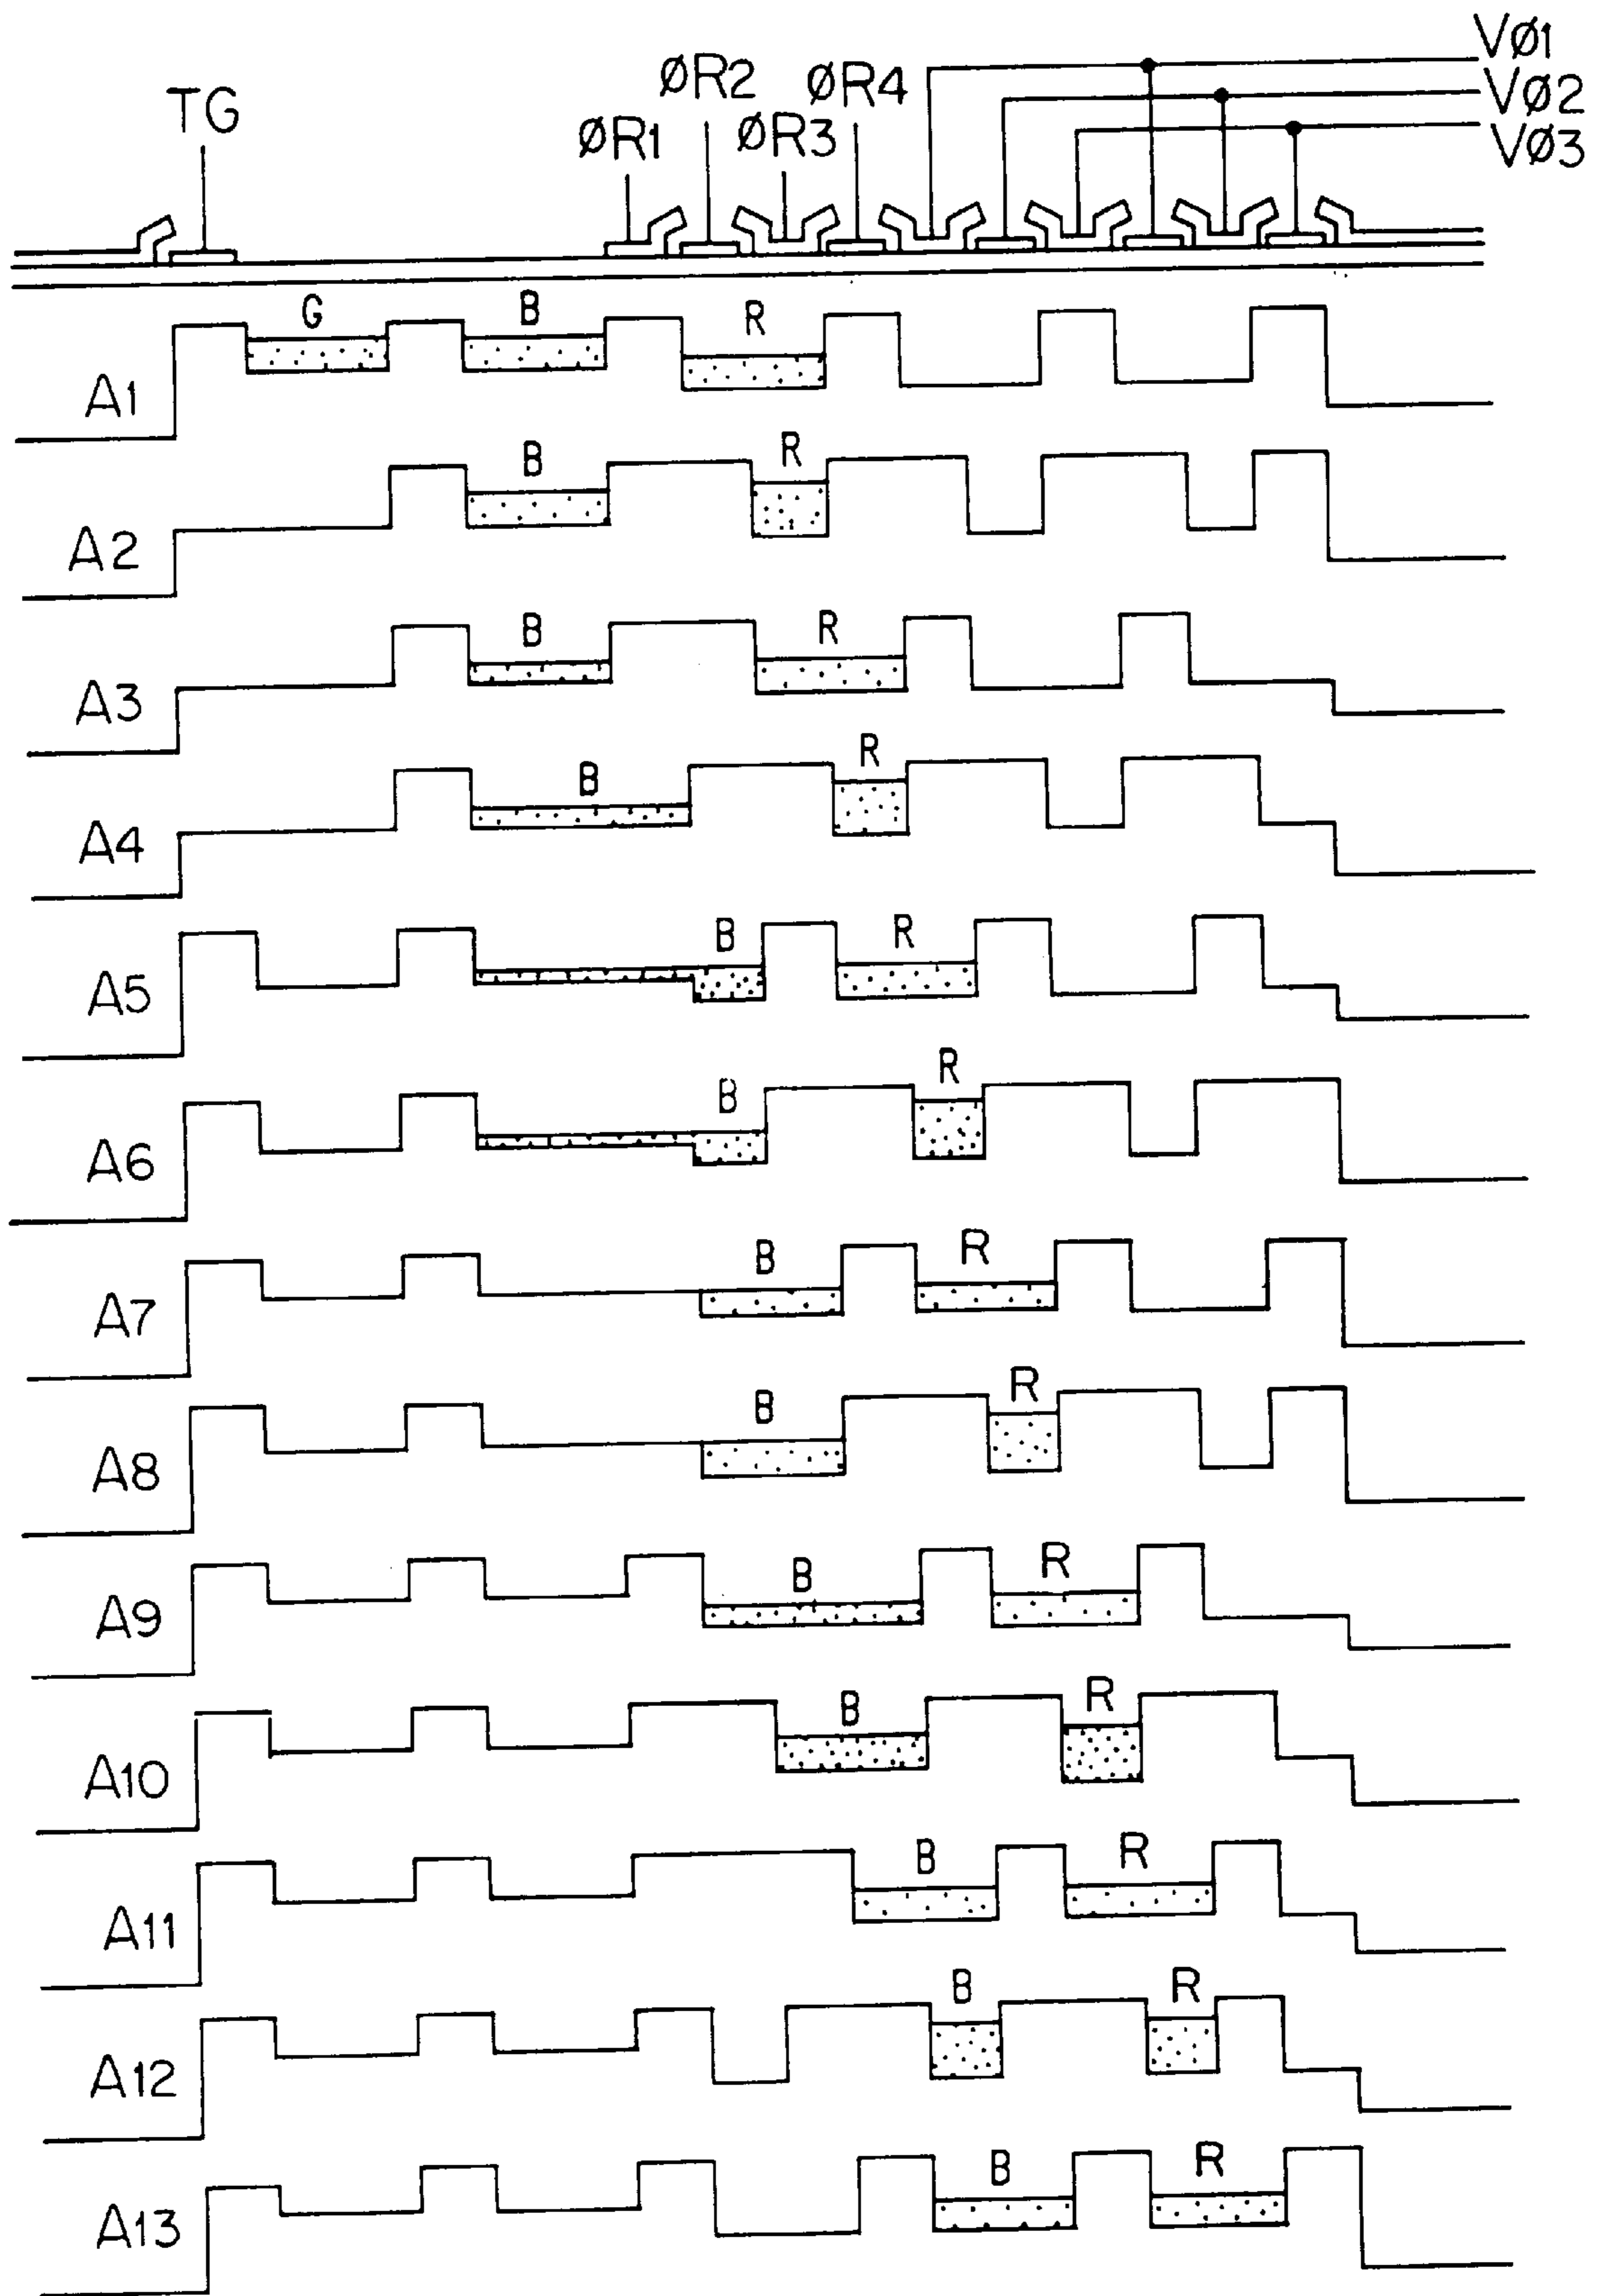 VØ1
ØR2 ØR4 VØ2
TG ØR1 ØR3 VØ3
G B R
A1
B R
A2
B R
A3
R
B
A4
B R
A5
R
B
A6
B R
A7
R
B
A8
B R
A9
B R
A10
B R
A11
B R
A12
B R
A13